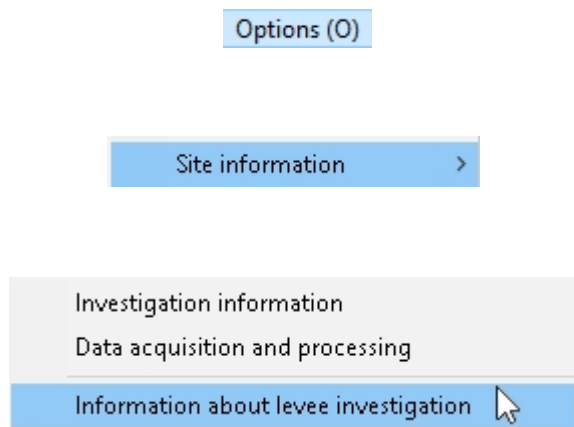 Options (O)
Site information
Investigation information
Data acquisition and processing
Information about levee investigation